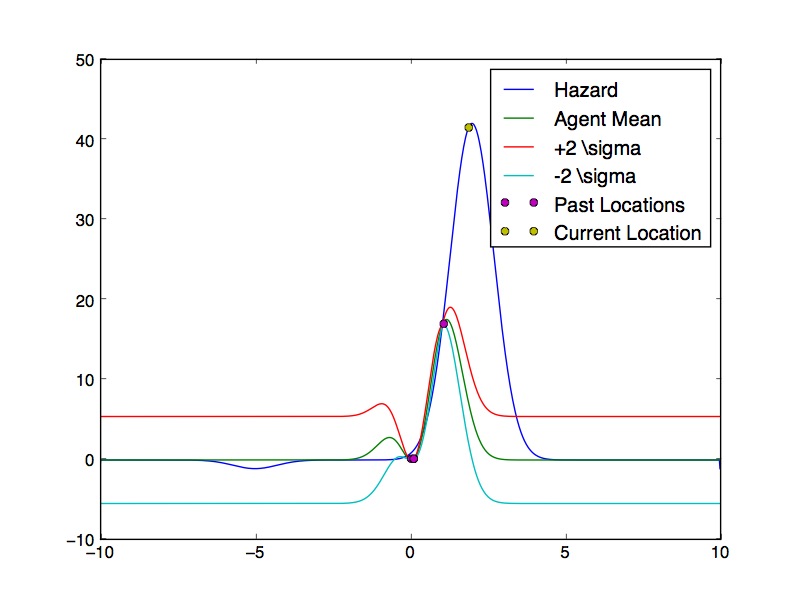 50
40
30
20
10
0
−10
−10
−5
0
5
10
Hazard
Agent Mean
+2 \sigma
-2 \sigma
Past Locations
Current Location